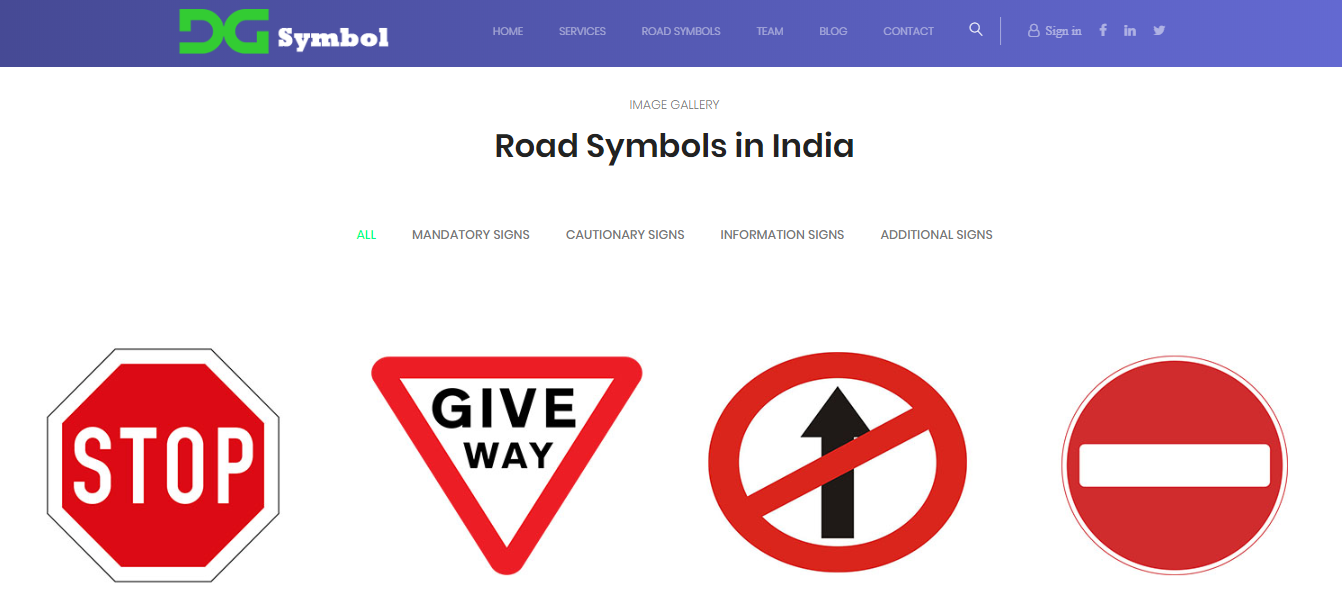 DG Symbol
HOME SERVICES ROAD SYMBOLS TEAM BLOG CONTACT Sign in
IMAGE GALLERY
Road Symbols in India
ALL MANDATORY SIGNS CAUTIONARY SIGNS INFORMATION SIGNS ADDITIONAL SIGNS
STOP
GIVE
WAY